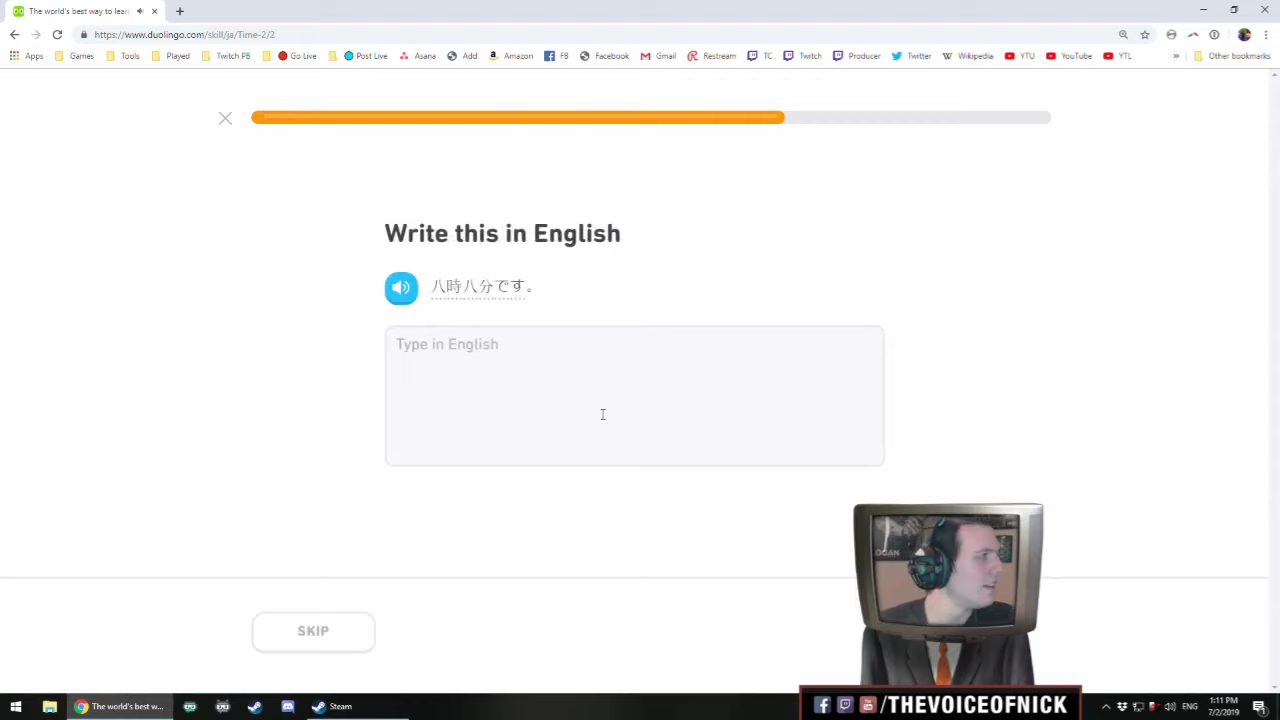 The world's best way to lear
https://www.duolingo.com/skill/ja/Time-2/2
Apps Games Tools Played Twitch PB Go Live Post Live Asana Add Amazon FB Facebook Gmail Restream TC Twitch Producer Twitter Wikipedia YTU YouTube YTL » Other bookmarks
Write this in English
八時八分です。
Type in English
SKIP
/THEVOICEOFNICK
The world's best w...
Steam
ENG
1:11 PM
7/2/2019